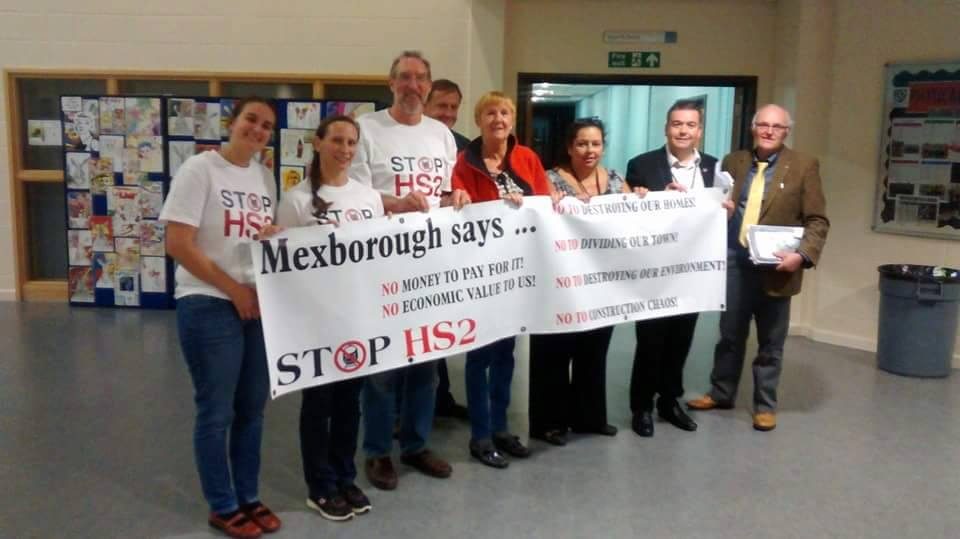 Fire exit
STOP
HS2
STOP
HS2
STOP
HS2
Mexborough says ...
NO MONEY TO PAY FOR IT!
NO ECONOMIC VALUE TO US!
STOP HS2
NO TO DESTROYING OUR HOMES!
NO TO DIVIDING OUR TOWN!
NO TO DESTROYING OUR ENVIRONMENT!
NO TO CONSTRUCTION CHAOS!